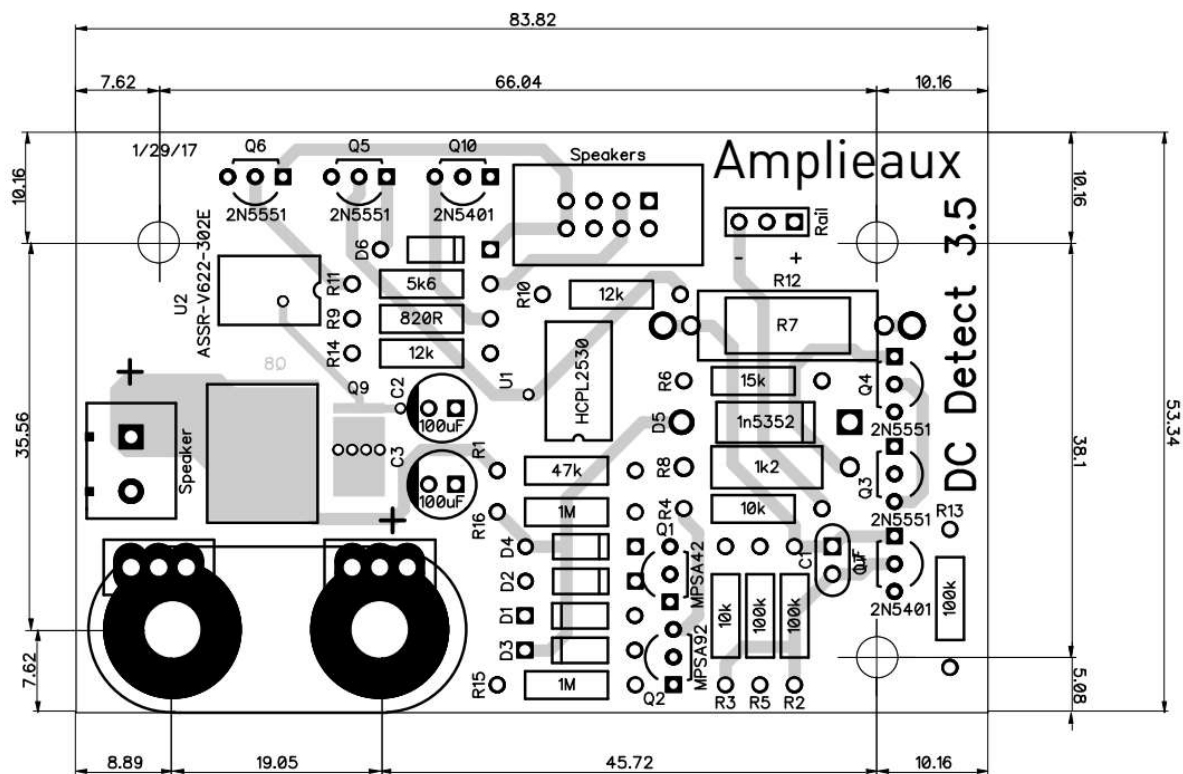 83.82
7.62
66.04
10.16
1/29/17
Q6
Q5
Q10
Speakers
Amplieaux
10.16
10.16
2N5551
2N5551
2N5401
Rail
-
+
DC Detect 3.5
D6
U2
ASSR-V622-302E
R11
5k6
R10
12k
R12
R9
820R
R7
R14
12k
HCPL2530
80
U1
R6
15k
Q4
Q9
C2
100uF
D5
1n5352
2N5551
+
35.56
38.1
53.34
Speaker
C3
R1
47k
R8
1k2
Q3
100uF
+
R16
1M
R4
10k
2N5551
R13
Q1
D4
MPSA42
C1
2N5401
D2
100k
D1
10k
100k
100k
D3
MPSA92
7.62
R15
1M
Q2
R3
R5
R2
5.08
8.89
19.05
45.72
10.16